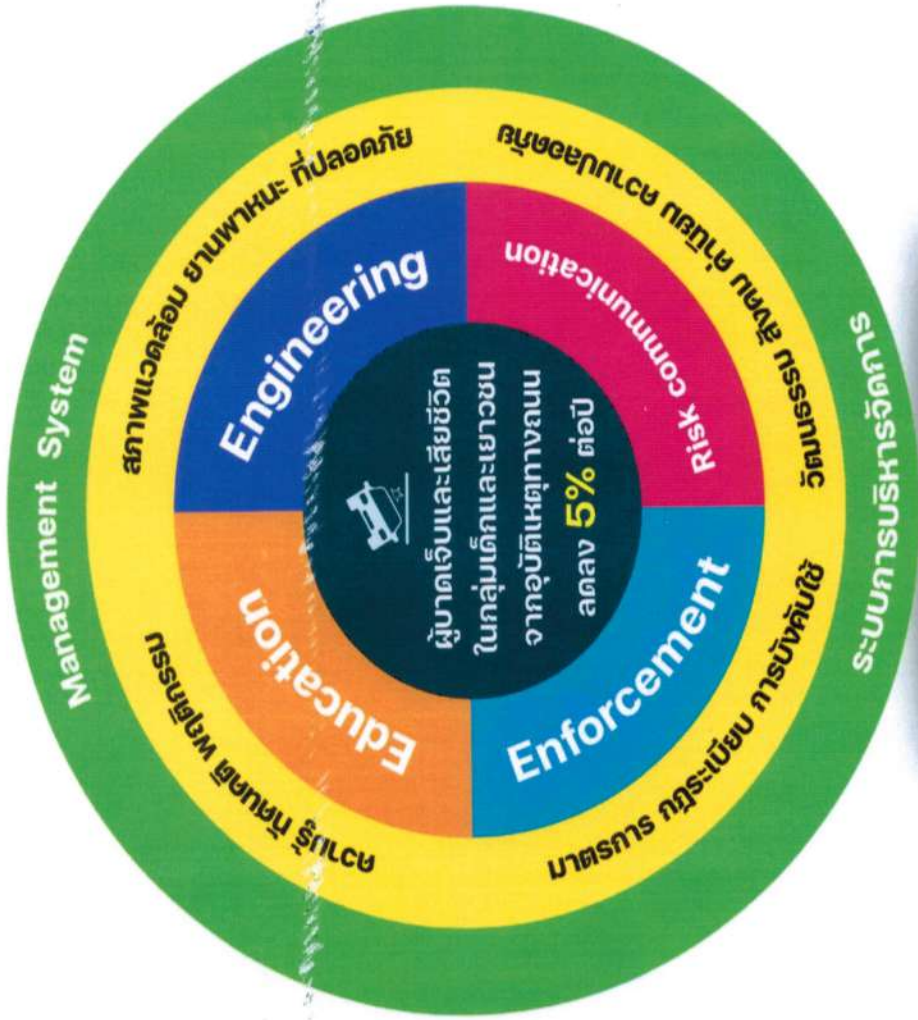 Management System
สภาพแวดล้อม ยานพาหนะ ที่ปลอดภัย
ความรู้ ทัศนคติ พฤติกรรม
Engineering
Education
ผู้บาดเจ็บและเสียชีวิต
ในกลุ่มเด็กและเยาวชน
จากอุบัติเหตุทางถนน
ลดลง 5% ต่อปี
Risk communication
Enforcement
วัฒนธรรม สังคม ค่านิยม ความปลอดภัย
มาตรการ กฎระเบียบ การบังคับใช้
ระบบการบริหารจัดการ